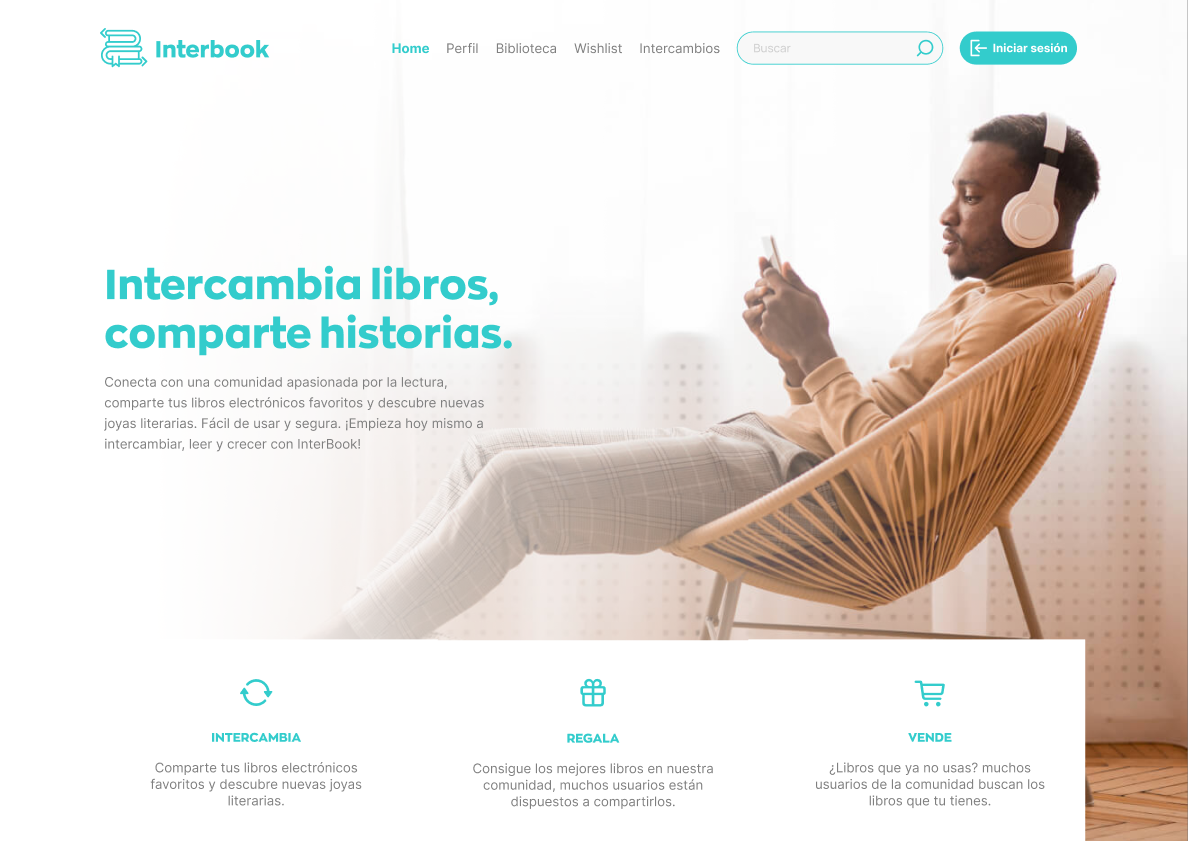 Interbook
Home Perfil Biblioteca Wishlist Intercambios Buscar Iniciar sesión
Intercambia libros,
comparte historias.
Conecta con una comunidad apasionada por la lectura,
comparte tus libros electrónicos favoritos y descubre nuevas
joyas literarias. Fácil de usar y segura. ¡Empieza hoy mismo a
intercambiar, leer y crecer con InterBook!
INTERCAMBIA
Comparte tus libros electrónicos
favoritos y descubre nuevas joyas
literarias.
REGALA
Consigue los mejores libros en nuestra
comunidad, muchos usuarios están
dispuestos a compartirlos.
VENDE
¿Libros que ya no usas? muchos
usuarios de la comunidad buscan los
libros que tu tienes.